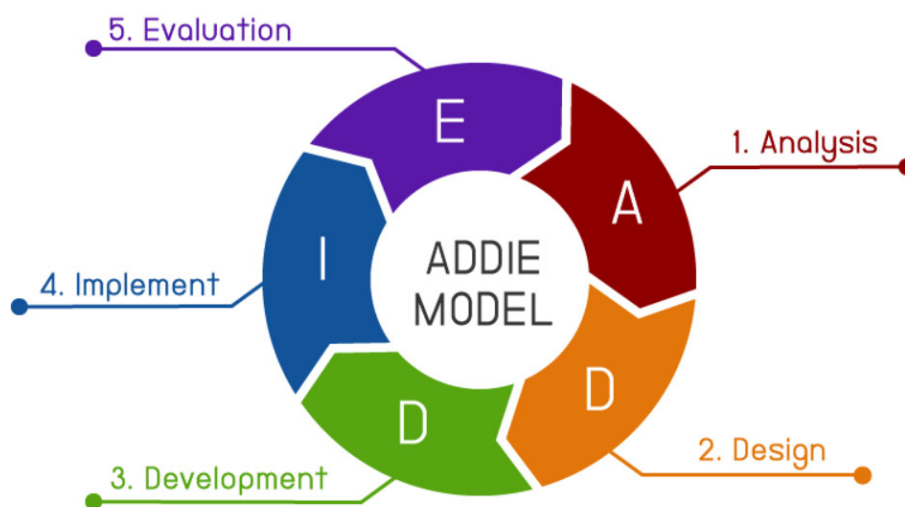 5. Evaluation
E
1. Analysis
A
I
ADDIE
MODEL
4. Implement
D
D
2. Design
3. Development